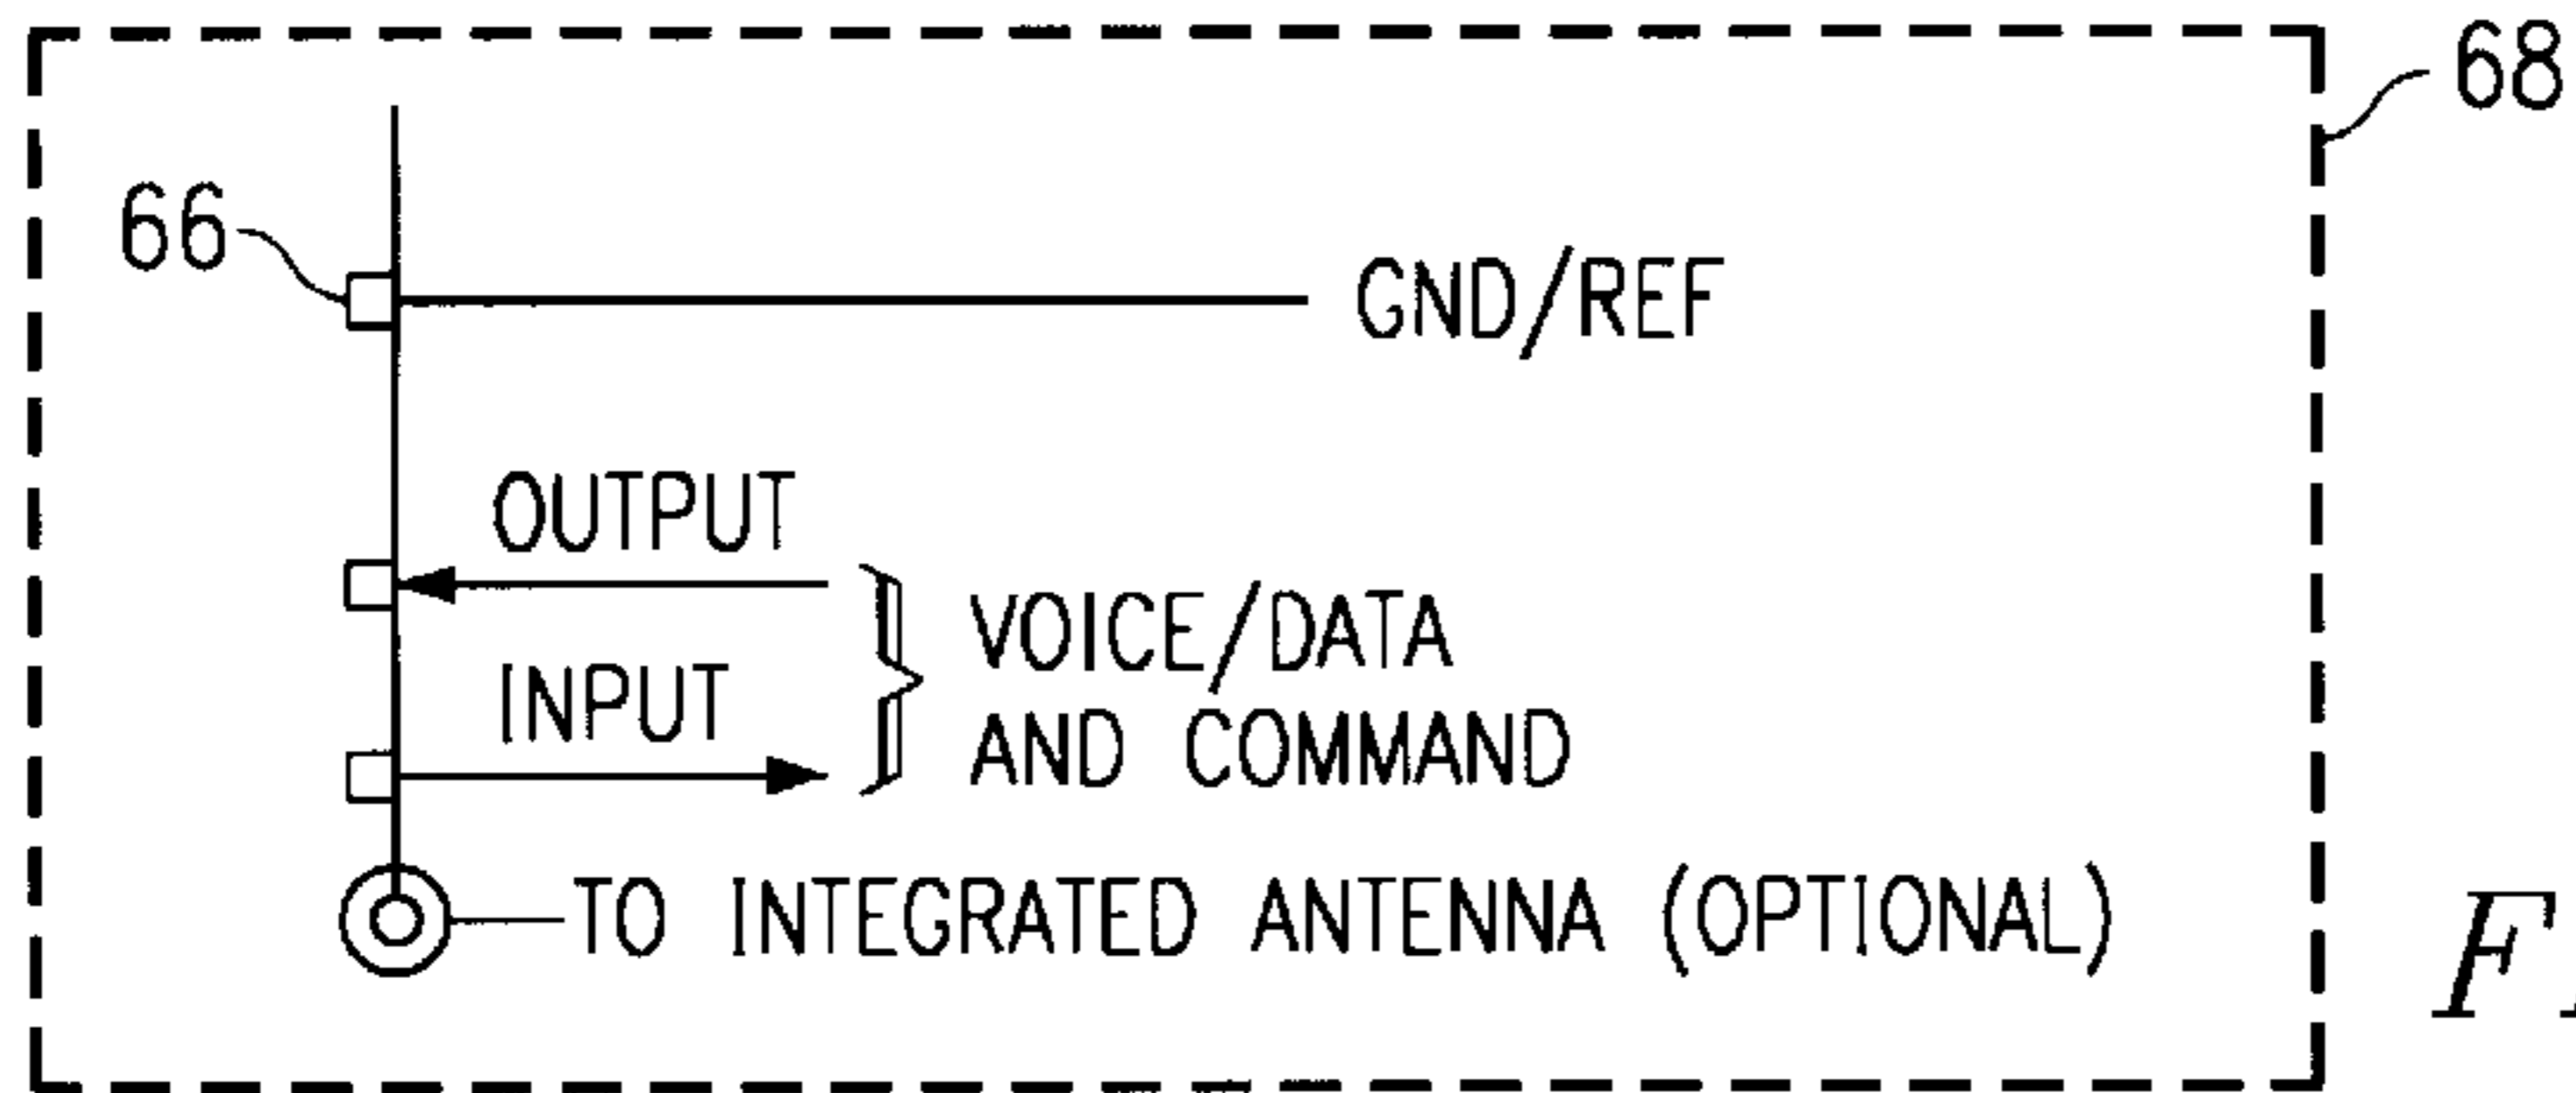 68
66
GND/REF
OUTPUT
VOICE/DATA
INPUT
AND COMMAND
TO INTEGRATED ANTENNA (OPTIONAL)